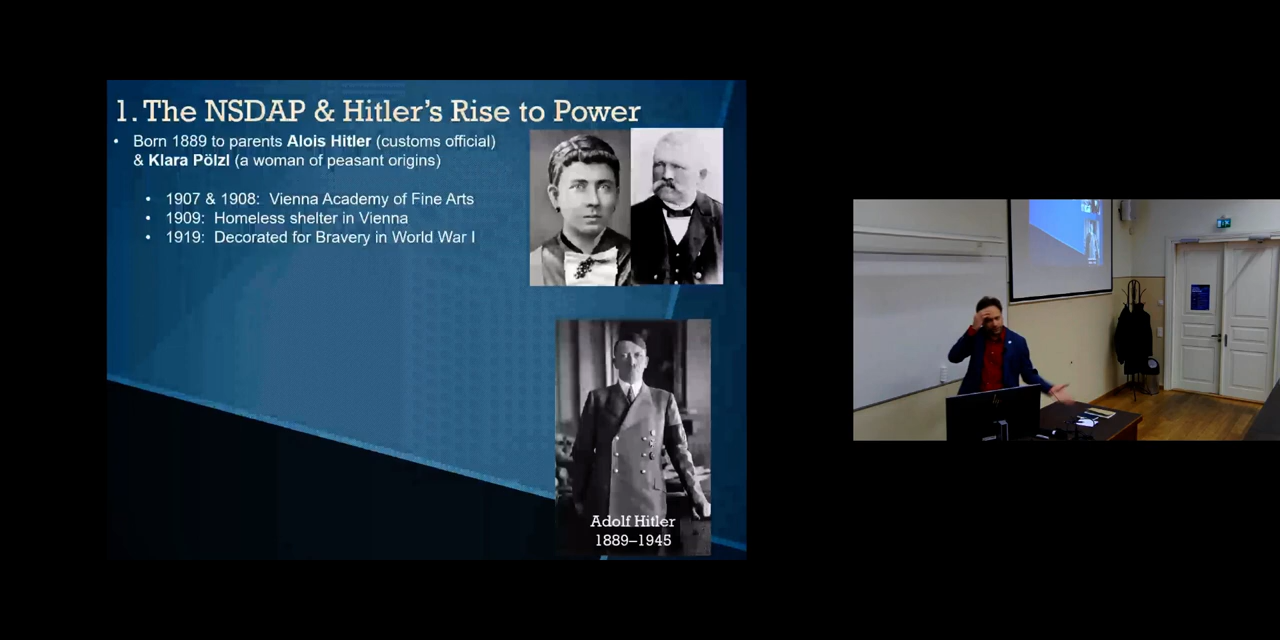 1. The NSDAP & Hitler's Rise to Power
• Born 1889 to parents Alois Hitler (customs official)
& Klara Pölzl (a woman of peasant origins)
• 1907 & 1908: Vienna Academy of Fine Arts
• 1909: Homeless shelter in Vienna
• 1919: Decorated for Bravery in World War I
Adolf Hitler
1889–1945